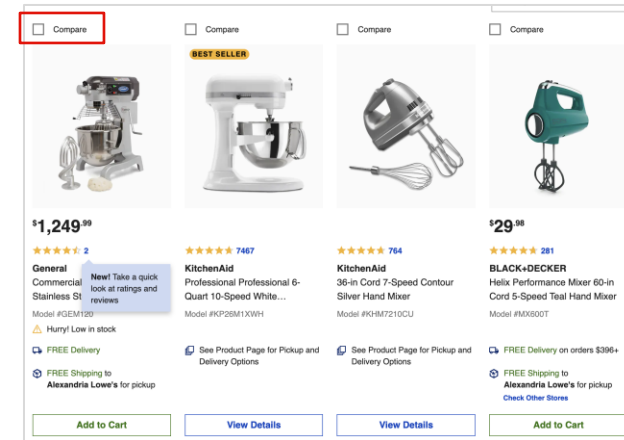 Compare
Compare
Compare
Compare
BEST SELLER
$1,249.99
$29.98
2
7467
764
281
General
Commercial
Stainless St
Model #GEM120
New! Take a quick
look at ratings and
reviews
Hurry! Low in stock
FREE Delivery
FREE Shipping to
Alexandria Lowe's for pickup
Add to Cart
KitchenAid
Professional Professional 6-
Quart 10-Speed White...
Model #KP26M1XWH
See Product Page for Pickup and
Delivery Options
View Details
KitchenAid
36-in Cord 7-Speed Contour
Silver Hand Mixer
Model #KHM7210CU
See Product Page for Pickup and
Delivery Options
View Details
BLACK+DECKER
Helix Performance Mixer 60-in
Cord 5-Speed Teal Hand Mixer
Model #MX600T
FREE Delivery on orders $396+
FREE Shipping to
Alexandria Lowe's for pickup
Check Other Stores
Add to Cart